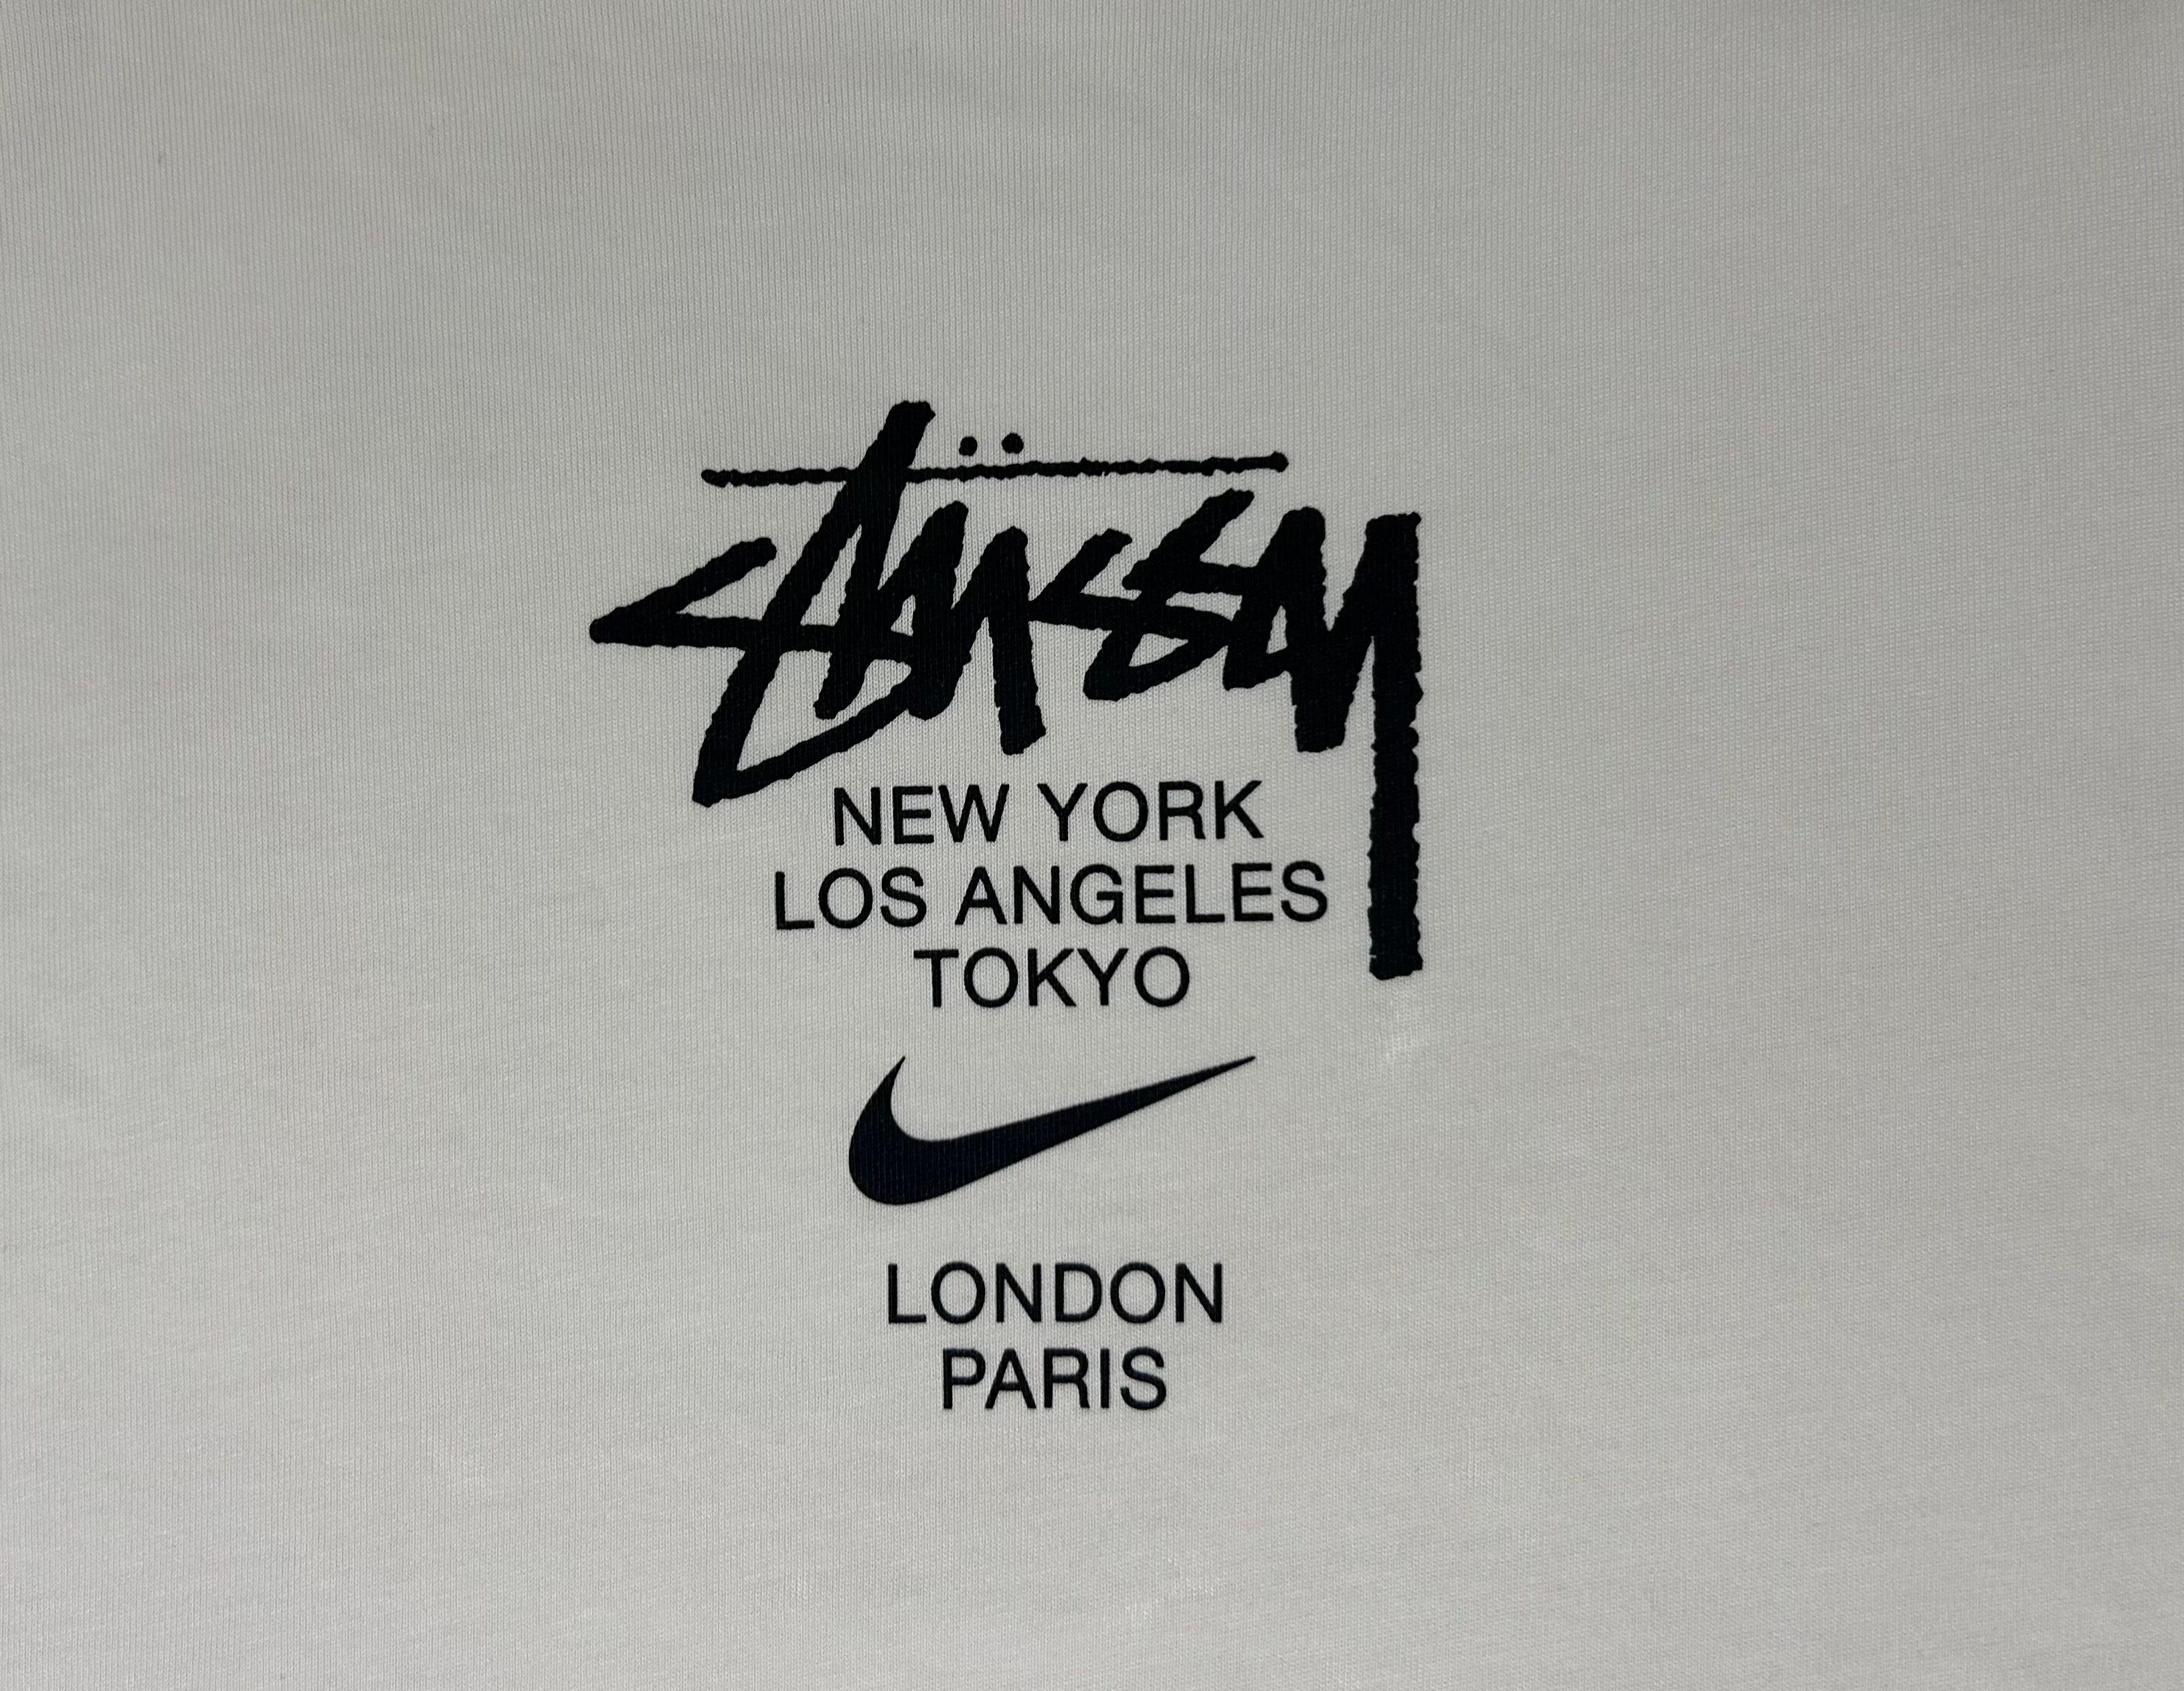 Stüssy
NEW YORK
LOS ANGELES
TOKYO
LONDON
PARIS